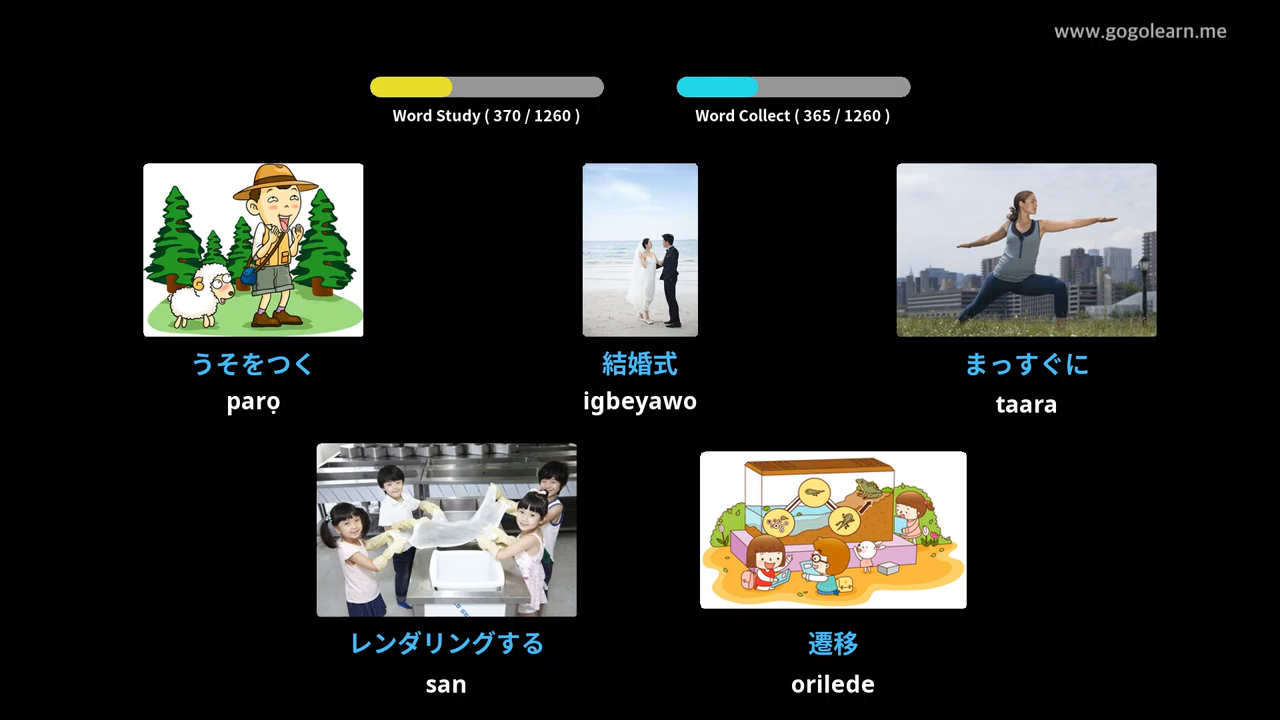 www.gogolearn.me
Word Study ( 370 / 1260 )
Word Collect ( 365 / 1260 )
うそをつく
parọ
結婚式
igbeyawo
まっすぐに
taara
レンダリングする
san
遷移
orilede